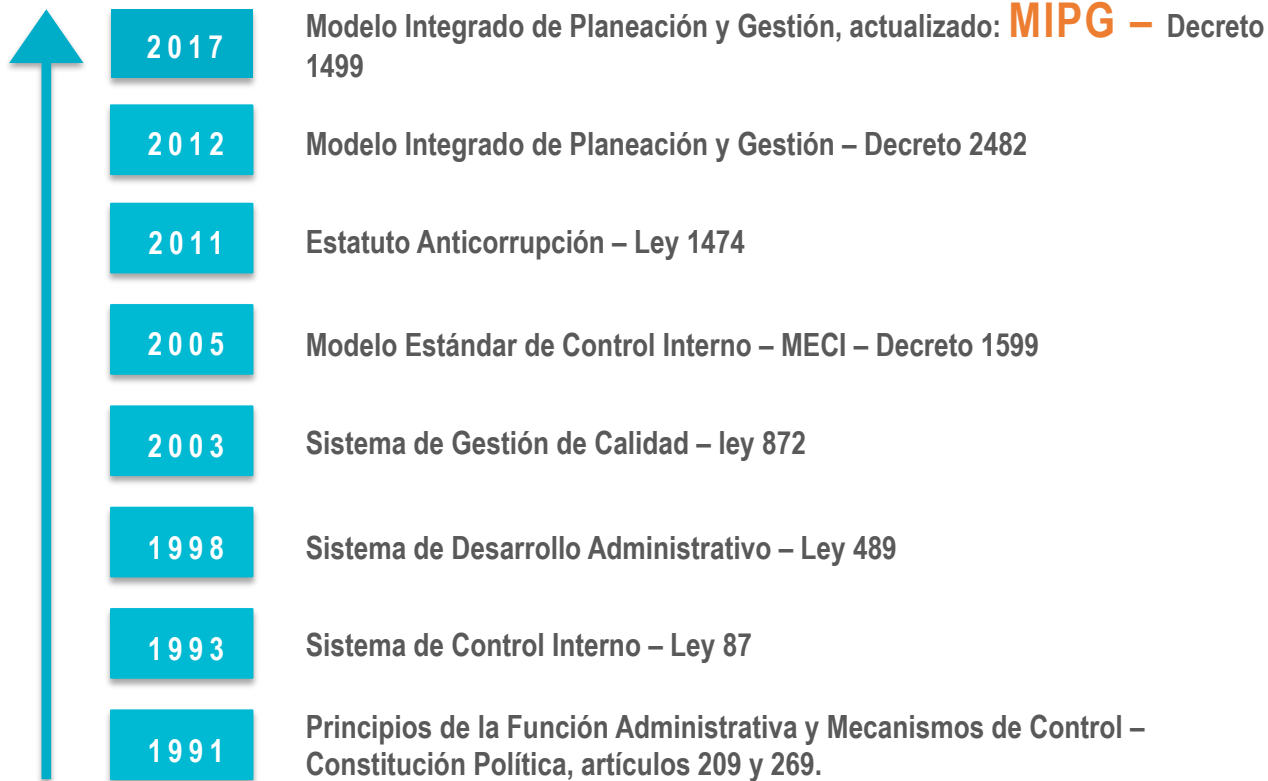 2017
Modelo Integrado de Planeación y Gestión, actualizado: MIPG – Decreto
1499
2012
Modelo Integrado de Planeación y Gestión – Decreto 2482
2011
Estatuto Anticorrupción – Ley 1474
2005
Modelo Estándar de Control Interno – MECI – Decreto 1599
2003
Sistema de Gestión de Calidad – ley 872
1998
Sistema de Desarrollo Administrativo – Ley 489
1993
Sistema de Control Interno – Ley 87
1991
Principios de la Función Administrativa y Mecanismos de Control –
Constitución Política, artículos 209 y 269.